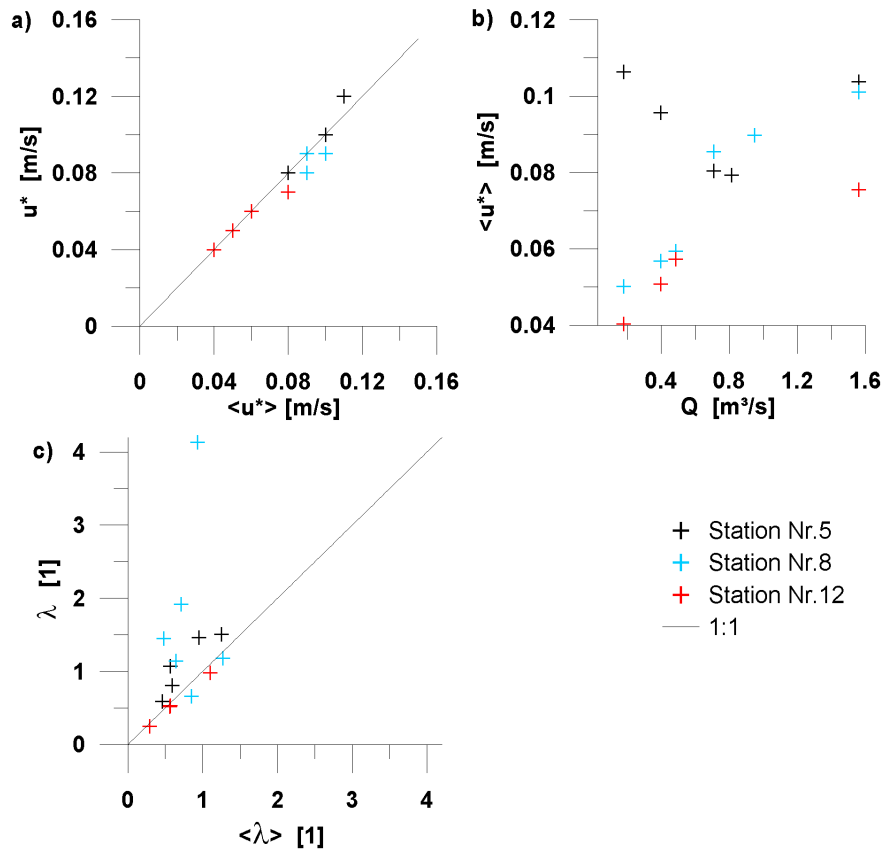 a)
0.16
0.12
0.08
0.04
0
u* [m/s]
0 0.04 0.08 0.12 0.16
<u*> [m/s]
b)
0.12
0.1
0.08
0.06
0.04
<u*> [m/s]
0.4 0.8 1.2 1.6
Q [m³/s]
c)
4
3
2
1
0
λ [1]
0 1 2 3 4
<λ> [1]
Station Nr.5
Station Nr.8
Station Nr.12
1:1